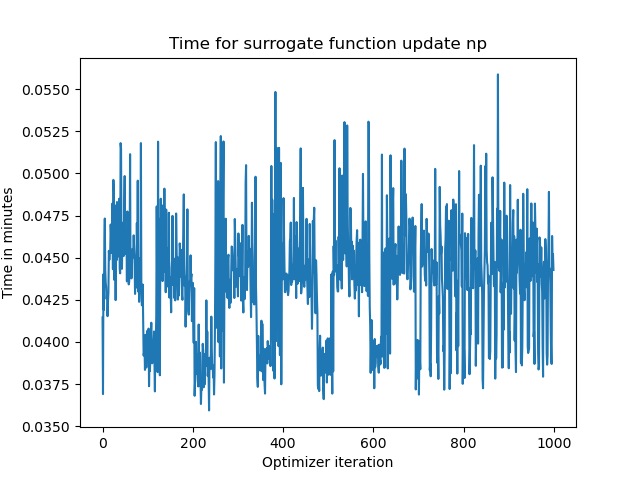 Time for surrogate function update np
Time in minutes
0.0550
0.0525
0.0500
0.0475
0.0450
0.0425
0.0400
0.0375
0.0350
0 200 400 600 800 1000
Optimizer iteration